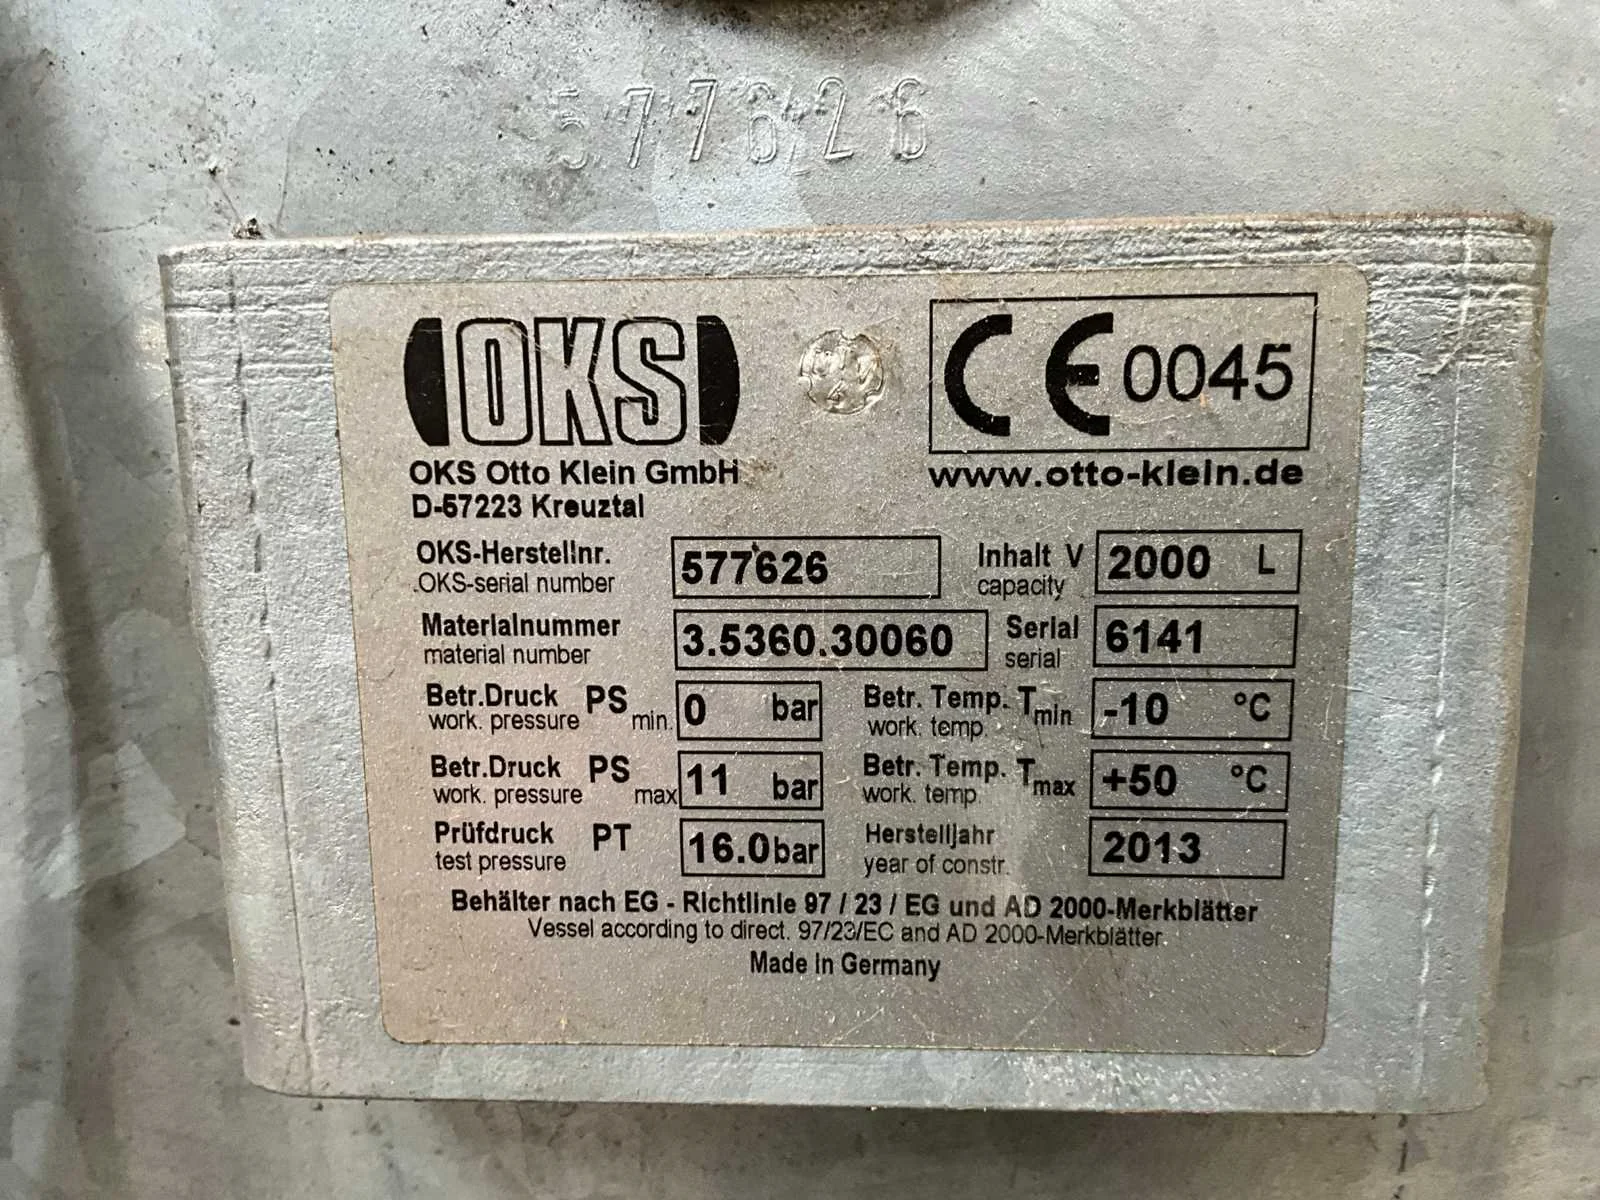 577626
OKS
CE 0045
OKS Otto Klein GmbH
www.otto-klein.de
D-57223 Kreuztal
OKS-Herstellnr. 577626 Inhalt V 2000 L
OKS-serial number capacity
Materialnummer 3.5360.30060 Serial 6141
material number serial
Betr.Druck PS min. 0 bar Betr. Temp. Tmin -10 °C
work. pressure work. temp.
Betr.Druck PS max 11 bar Betr. Temp. Tmax +50 °C
work. pressure work. temp.
Prüfdruck PT 16.0bar Herstelljahr 2013
test pressure year of constr.
Behälter nach EG - Richtlinie 97 / 23 / EG und AD 2000-Merkblätter
Vessel according to direct. 97/23/EC and AD 2000-Merkblätter.
Made in Germany